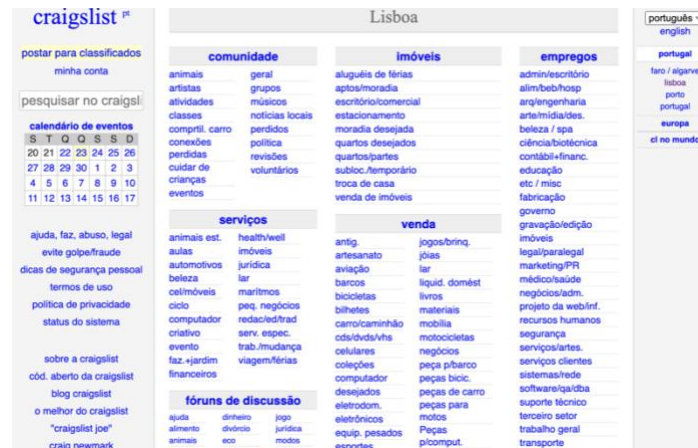 craigslist pt
postar para classificados
minha conta
pesquisar no craigsli
calendário de eventos
S T Q Q S S D
20 21 22 23 24 25 26
27 28 29 30 1 2 3
4 5 6 7 8 9 10
11 12 13 14 15 16 17
ajuda, faz, abuso, legal
evite golpe/fraude
dicas de segurança pessoal
termos de uso
política de privacidade
status do sistema
sobre a craigslist
cód. aberto da craigslist
blog craigslist
o melhor do craigslist
"craigslist joe"
craig newmark
Lisboa
comunidade
animais
artistas
atividades
classes
comprtil. carro
conexões
perdidas
cuidar de
crianças
eventos
geral
grupos
músicos
notícias locais
perdidos
política
revisões
voluntários
serviços
animais est.
aulas
automotivos
beleza
cel/móveis
ciclo
computador
criativo
evento
faz.+jardim
financeiros
health/well
imóveis
jurídica
lar
marítmos
peq. negócios
redac/ed/trad
serv. espec.
trab./mudança
viagem/férias
fóruns de discussão
ajuda
alimento
animais
dinheiro
divórcio
eco
jogo
jurídica
modos
imóveis
aluguéis de férias
aptos/moradia
escritório/comercial
estacionamento
moradia desejada
quartos desejados
quartos/partes
subloc./temporário
troca de casa
venda de imóveis
venda
antig.
artesanato
aviação
barcos
bicicletas
bilhetes
carro/caminhão
cds/dvds/vhs
celulares
coleções
computador
desejados
eletrodom.
eletrônicos
equip. pesados
esportes
jogos/brinq.
jóias
lar
liquid. domést
livros
materiais
mobília
motocicletas
negócios
peça p/barco
peças bicic.
peças de carro
peças para
motos
Peças
p/comput.
empregos
admin/escritório
alim/beb/hosp
arq/engenharia
arte/mídia/des.
beleza / spa
ciência/biotécnica
contábil+financ.
educação
etc / misc
fabricação
governo
gravação/edição
imóveis
legal/paralegal
marketing/PR
médico/saúde
negócios/adm.
projeto da web/inf.
recursos humanos
segurança
serviços/artes.
serviços clientes
sistemas/rede
software/qa/dba
suporte técnico
terceiro setor
trabalho geral
transporte
português
english
portugal
faro / algarve
lisboa
porto
portugal
europa
cl no mundo